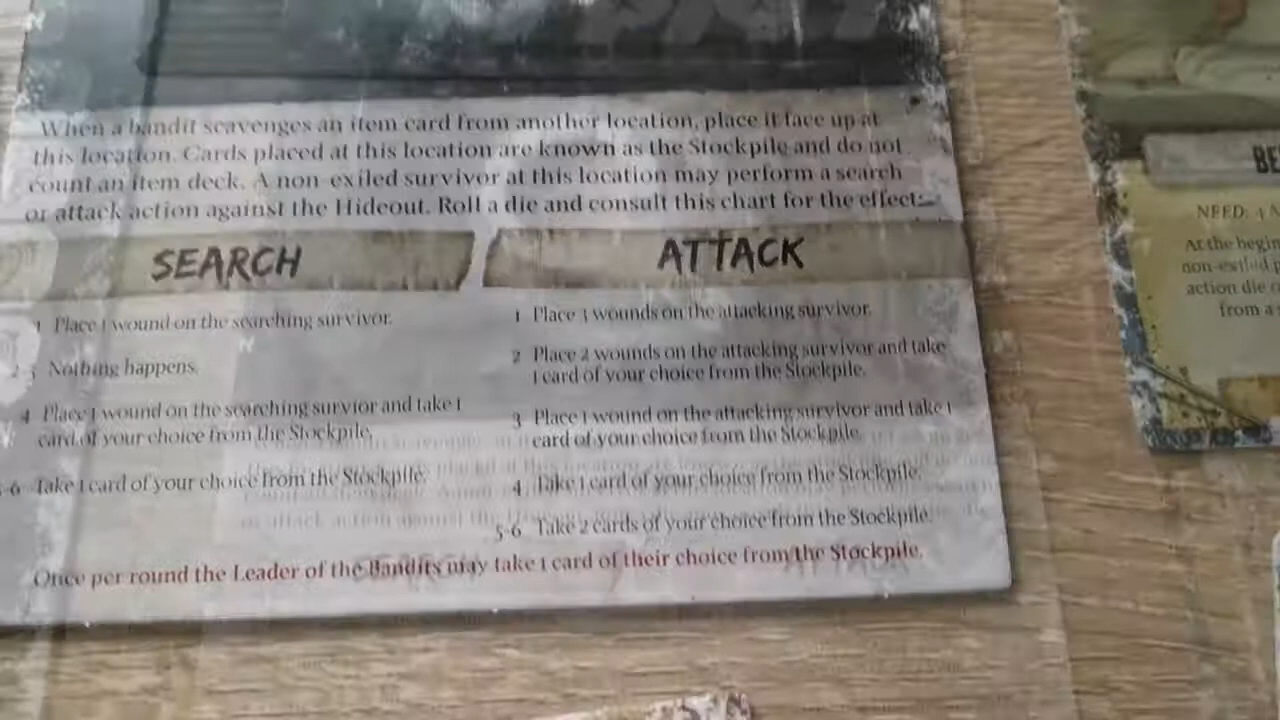 When a bandit scavenges an item card from another location, place it face up at
this location. Cards placed at this location are known as the Stockpile and do not
count an item deck. A non-exiled survivor at this location may perform a search
or attack action against the Hideout. Roll a die and consult this chart for the effect:
SEARCH
1 Place 1 wound on the searching survivor.
2-3 Nothing happens.
4 Place 1 wound on the searching survivor and take 1
card of your choice from the Stockpile.
5-6 Take 1 card of your choice from the Stockpile.
ATTACK
1 Place 3 wounds on the attacking survivor.
2 Place 2 wounds on the attacking survivor and take
1 card of your choice from the Stockpile.
3 Place 1 wound on the attacking survivor and take 1
card of your choice from the Stockpile.
4 Take 1 card of your choice from the Stockpile.
5-6 Take 2 cards of your choice from the Stockpile.
Once per round the Leader of the Bandits may take 1 card of their choice from the Stockpile.
NEED: 4
At the begin
non-exiled p
action die
from a